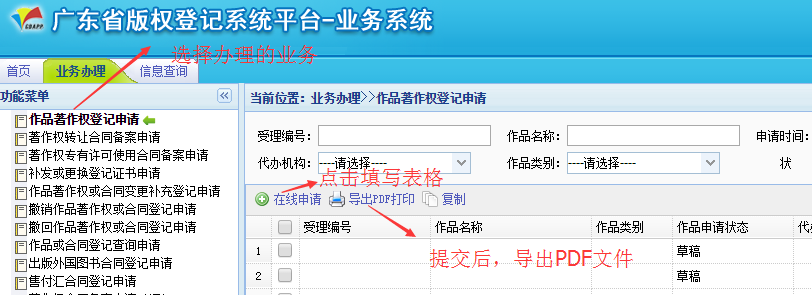 GDAPP
广东省版权登记系统平台-业务系统
选择办理的业务
首页 业务办理 信息查询
功能菜单
作品著作权登记申请
著作权转让合同备案申请
著作权专有许可使用合同备案申请
补发或更换登记证书申请
作品著作权或合同变更补充登记申请
撤销作品著作权或合同登记申请
撤回作品著作权或合同登记申请
作品或合同登记查询申请
出版外国图书合同登记申请
售付汇合同登记申请
当前位置：业务办理>>作品著作权登记申请
受理编号： 作品名称： 申请时间：
代办机构： ----请选择---- 作品类别： ----请选择---- 状
点击填写表格
在线申请 导出PDF打印 复制
受理编号 作品名称 作品类别 作品申请状态 代
1 草稿
提交后，导出PDF文件
2 草稿